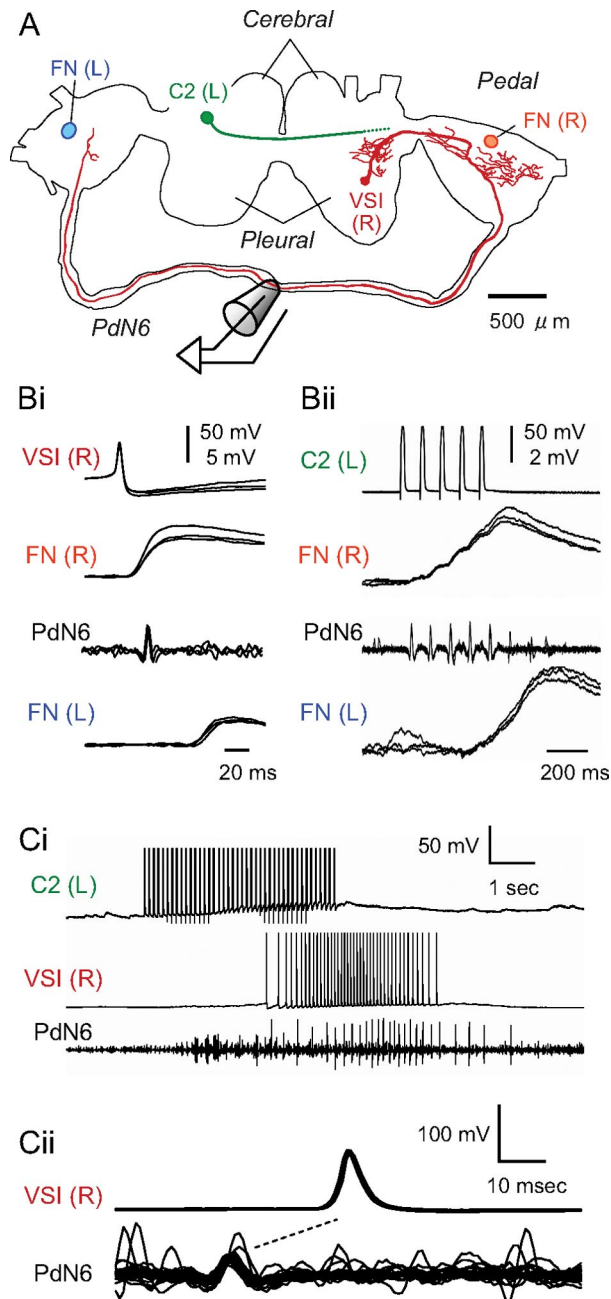 A
Cerebral
FN (L)
C2 (L)
Pedal
FN (R)
VSI
(R)
Pleural
PdN6
500 μm
Bi
VSI (R)
50 mV
5 mV
FN (R)
PdN6
FN (L)
20 ms
Bii
C2 (L)
50 mV
2 mV
FN (R)
PdN6
FN (L)
200 ms
Ci
50 mV
1 sec
C2 (L)
VSI (R)
PdN6
Cii
100 mV
10 msec
VSI (R)
PdN6